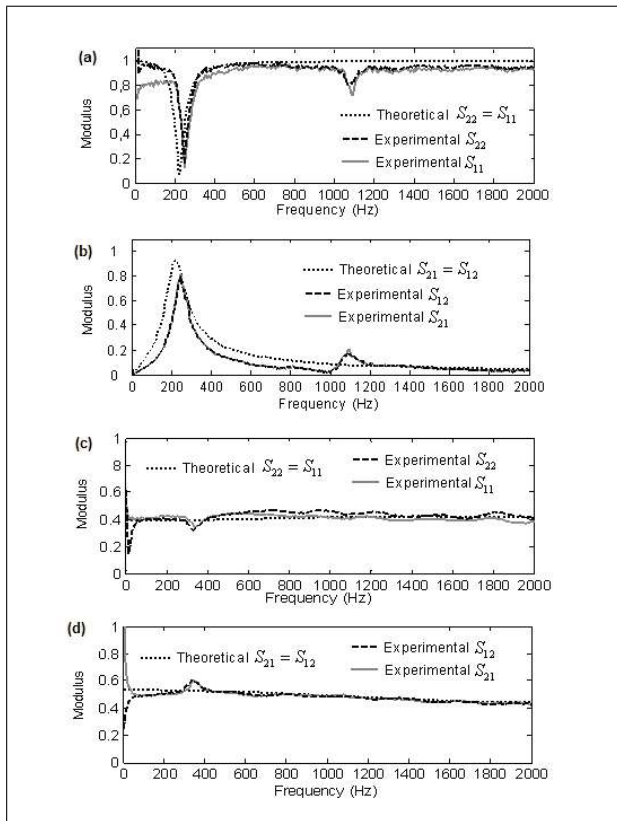 (a)
1
0.8
0.6
0.4
0.2
0
Modulus
Theoretical S22 = S11
Experimental S22
Experimental S11
0 200 400 600 800 1000 1200 1400 1600 1800 2000
Frequency (Hz)
(b)
1
0.8
0.6
0.4
0.2
0
Modulus
Theoretical S21 = S12
Experimental S12
Experimental S21
0 200 400 600 800 1000 1200 1400 1600 1800 2000
Frequency (Hz)
(c)
1
8
0.6
0.4
0.2
0
Modulus
Theoretical S22 = S11
Experimental S22
Experimental S11
0 200 400 600 800 1000 1200 1400 1600 1800 2000
Frequency (Hz)
(d)
1
0.8
0.6
0.4
0.2
0
Modulus
Theoretical S21 = S12
Experimental S12
Experimental S21
0 200 400 600 800 1000 1200 1400 1600 1800 2000
Frequency (Hz)